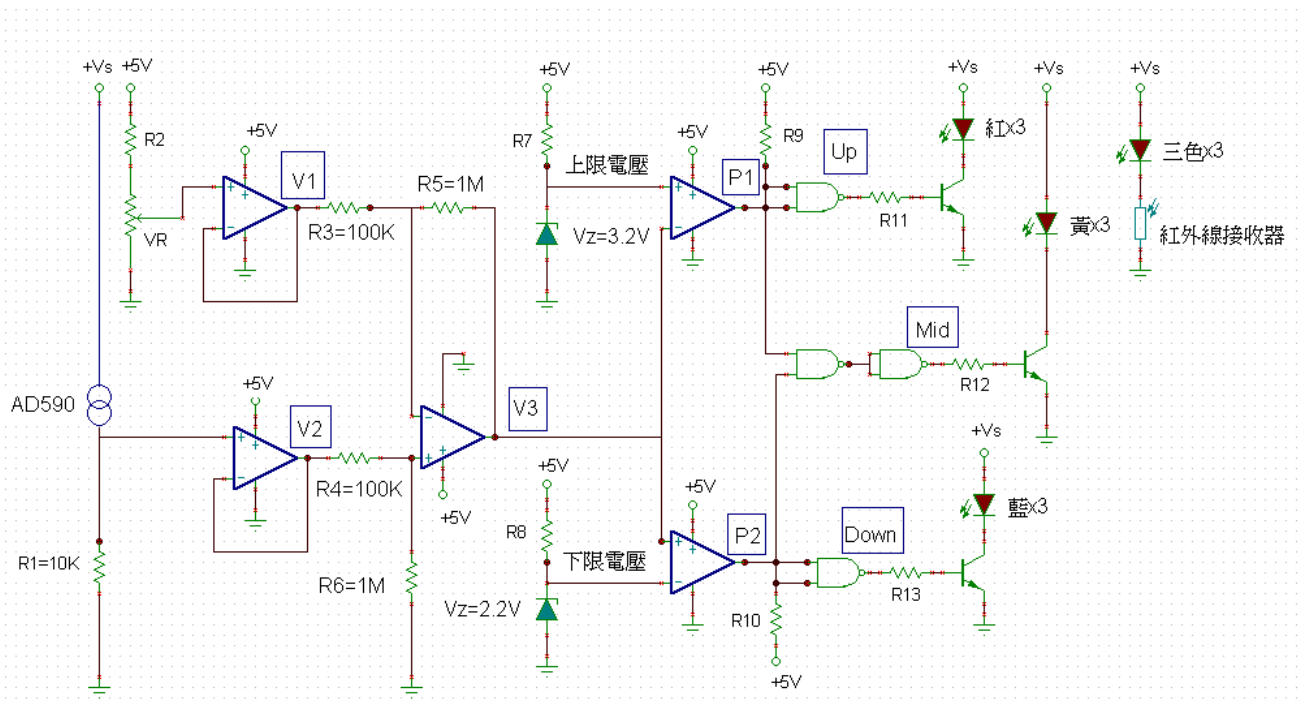 +Vs
+5V
R2
VR
+5V
V1
R3=100K
R5=1M
AD590
R1=10K
+5V
V2
R4=100K
R6=1M
+5V
V3
+5V
R7
上限電壓
Vz=3.2V
+5V
R8
下限電壓
Vz=2.2V
+5V
P1
+5V
R9
Up
R11
+Vs
紅x3
+Vs
黃x3
+Vs
三色x3
紅外線接收器
Mid
R12
+5V
P2
Down
R10
+5V
R13
+Vs
藍x3